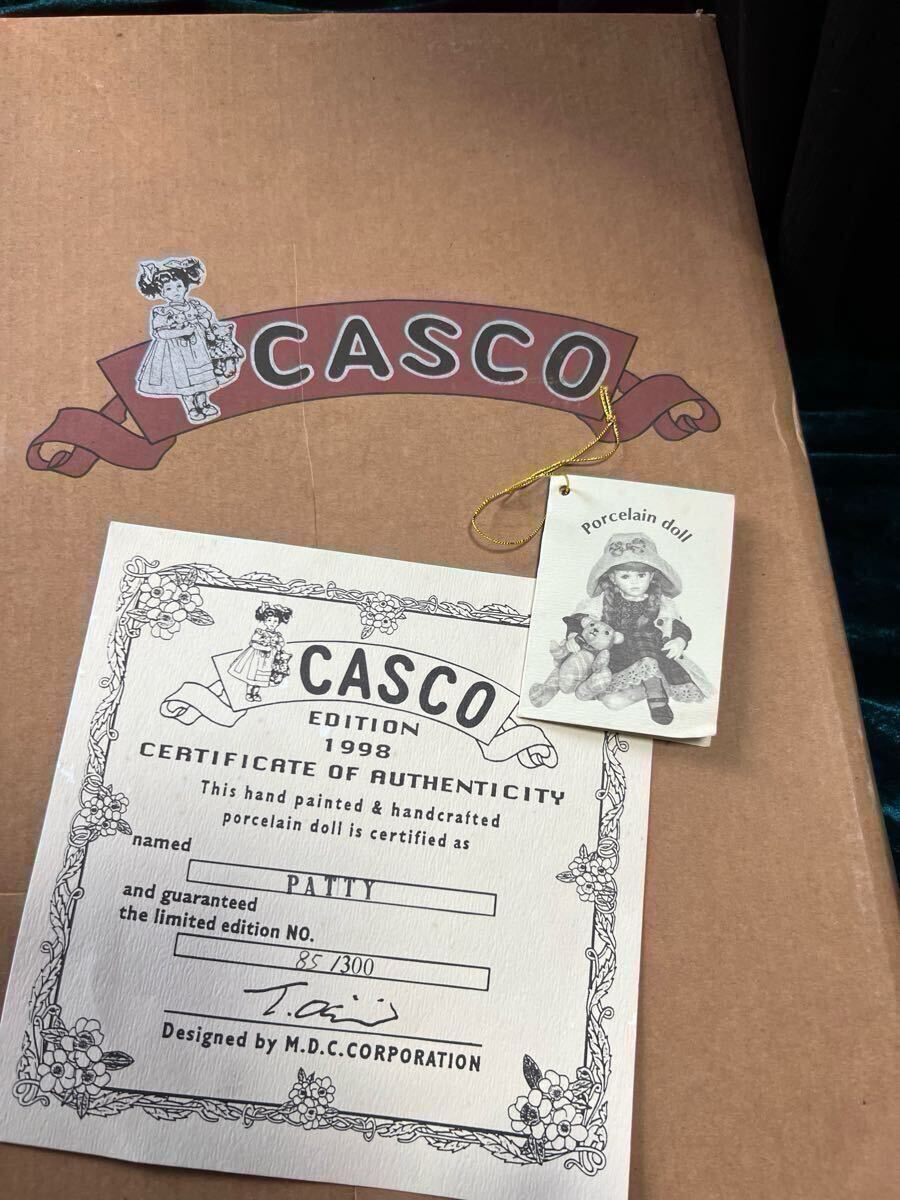 CASCO
Porcelain doll
CASCO
EDITION
1998
CERTIFICATE OF AUTHENTICITY
This hand painted & handcrafted
porcelain doll is certified as
named
PATTY
and guaranteed
the limited edition NO.
85 /300
Designed by M.D.C.CORPORATION